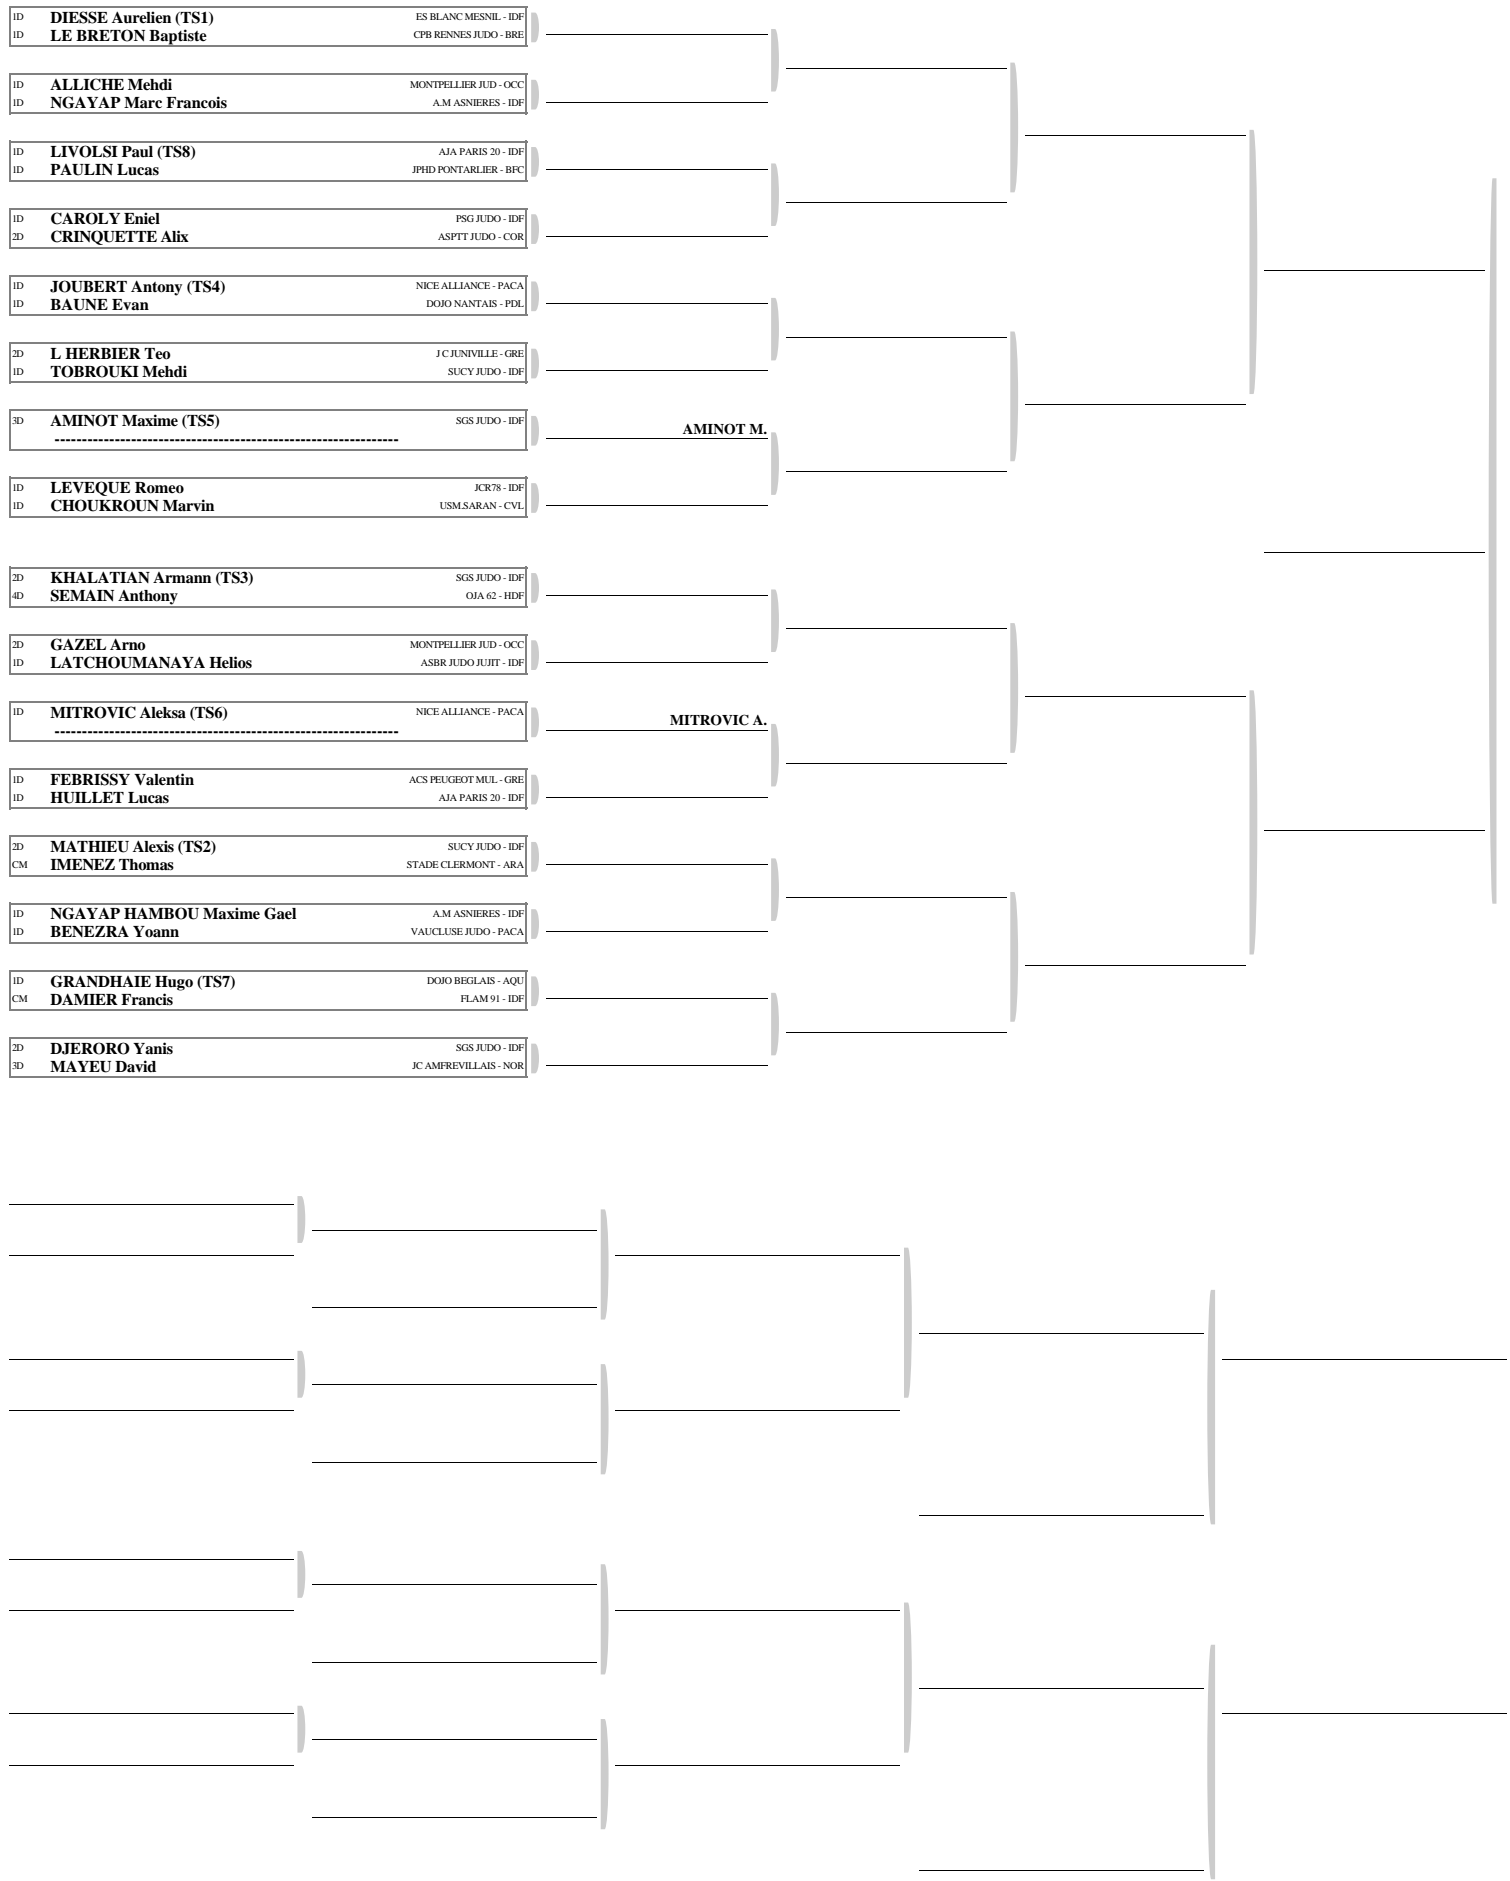 1D DIESSE Aurelien (TS1) ES BLANC MESNIL - IDF
1D LE BRETON Baptiste CPB RENNES JUDO - BRE
1D ALLICHE Mehdi MONTPELLIER JUD - OCC
1D NGAYAP Marc Francois A.M ASNIERES - IDF
1D LIVOLSI Paul (TS8) AJA PARIS 20 - IDF
1D PAULIN Lucas JPHD PONTARLIER - BFC
1D CAROLY Eniel PSG JUDO - IDF
2D CRINQUETTE Alix ASPTT JUDO - COR
1D JOUBERT Antony (TS4) NICE ALLIANCE - PACA
1D BAUNE Evan DOJO NANTAIS - PDL
2D L HERBIER Teo J C JUNIVILLE - GRE
1D TOBROUKI Mehdi SUCY JUDO - IDF
3D AMINOT Maxime (TS5) SGS JUDO - IDF
AMINOT M.
---------------------------------------------------------------
1D LEVEQUE Romeo JCR78 - IDF
1D CHOUKROUN Marvin USM.SARAN - CVL
2D KHALATIAN Armann (TS3) SGS JUDO - IDF
4D SEMAIN Anthony OJA 62 - HDF
2D GAZEL Arno MONTPELLIER JUD - OCC
1D LATCHOUMANAYA Helios ASBR JUDO JUJIT - IDF
1D MITROVIC Aleksa (TS6) NICE ALLIANCE - PACA
MITROVIC A.
---------------------------------------------------------------
1D FEBRISSY Valentin ACS PEUGEOT MUL - GRE
1D HUILLET Lucas AJA PARIS 20 - IDF
2D MATHIEU Alexis (TS2) SUCY JUDO - IDF
CM IMENEZ Thomas STADE CLERMONT - ARA
1D NGAYAP HAMBOU Maxime Gael A.M ASNIERES - IDF
1D BENEZRA Yoann VAUCLUSE JUDO - PACA
1D GRANDHAIE Hugo (TS7) DOJO BEGLAIS - AQU
CM DAMIER Francis FLAM 91 - IDF
2D DJERORO Yanis SGS JUDO - IDF
3D MAYEU David JC AMFREVILLAIS - NOR